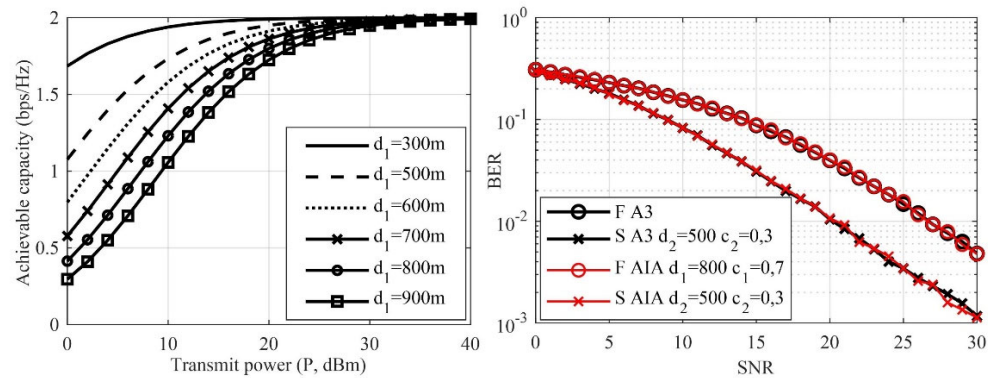 2
1.5
1
0.5
0
0 10 20 30 40
Achievable capacity (bps/Hz)
Transmit power (P, dBm)
d₁=300m
d₁=500m
d₁=600m
d₁=700m
d₁=800m
d₁=900m
10⁰
10⁻¹
10⁻²
10⁻³
0 5 10 15 20 25 30
BER
SNR
F A3
S A3 d₂=500 c₂=0,3
F AIA d₁=800 c₁=0,7
S AIA d₂=500 c₂=0,3